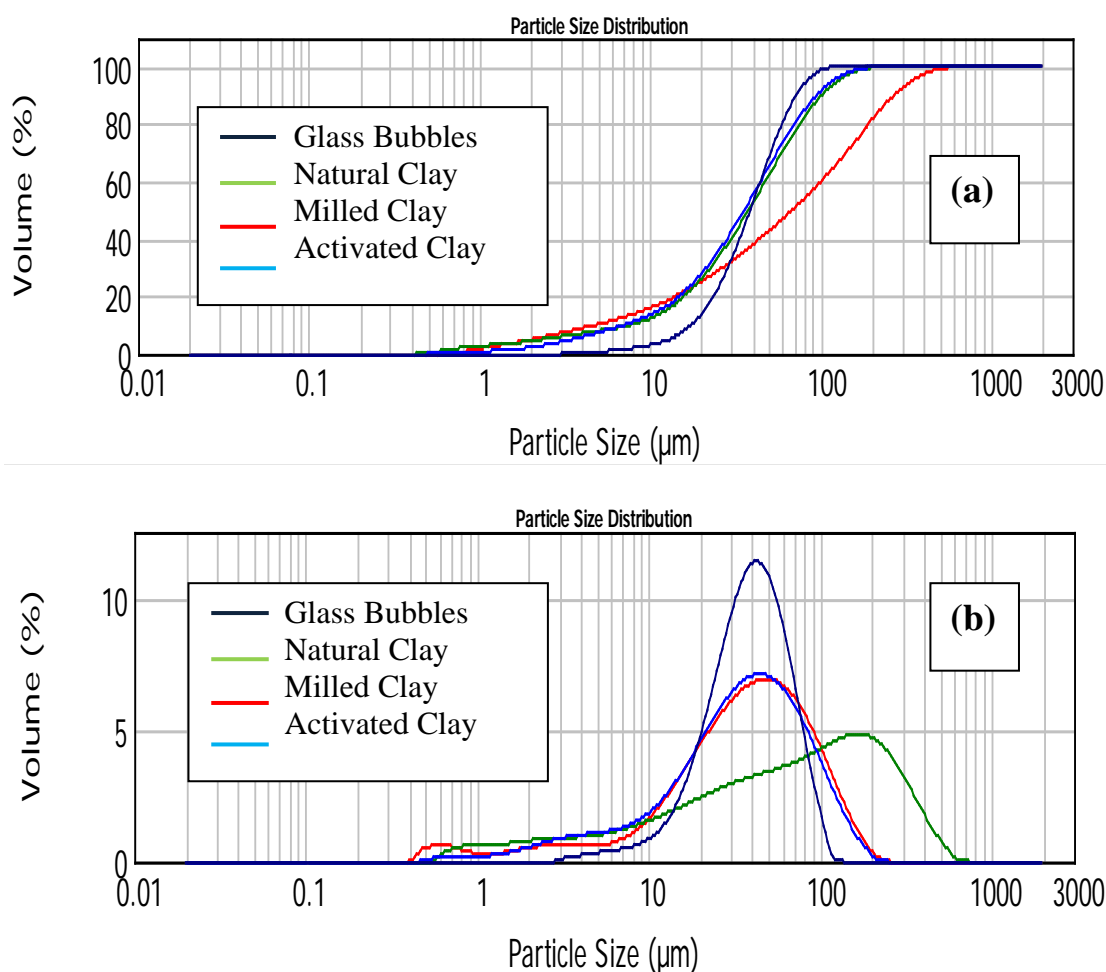 Particle Size Distribution
100
80
60
40
20
0
Volume (%)
Glass Bubbles
Natural Clay
Milled Clay
Activated Clay
(a)
0.01 0.1 1 10 100 1000 3000
Particle Size (µm)
Particle Size Distribution
10
5
0
Volume (%)
Glass Bubbles
Natural Clay
Milled Clay
Activated Clay
(b)
0.01 0.1 1 10 100 1000 3000
Particle Size (µm)